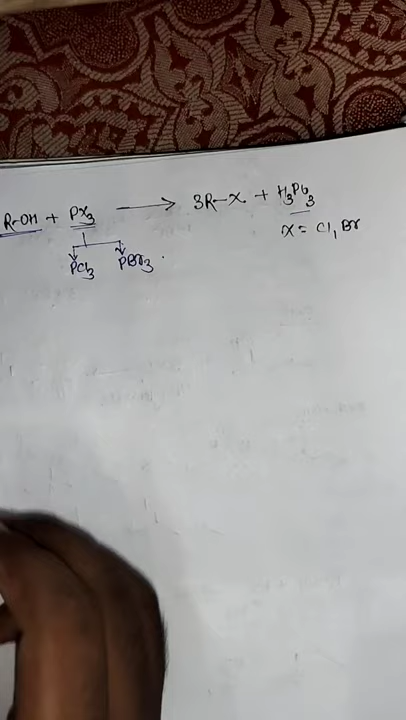 R-OH + PX3 → 3R-X + H3PO3
X = Cl, Br
PCl3 PBr3.